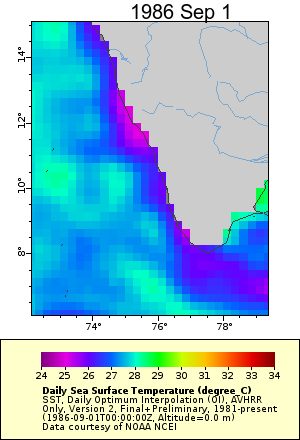 1986 Sep 1
14°
12°
10°
8°
74°
76°
78°
24 25 26 27 28 29 30 31 32 33 34
Daily Sea Surface Temperature (degree_C)
SST, Daily Optimum Interpolation (OI), AVHRR
Only, Version 2, Final+Preliminary, 1981-present
(1986-09-01T00:00:00Z, Altitude=0.0 m)
Data courtesy of NOAA NCEI